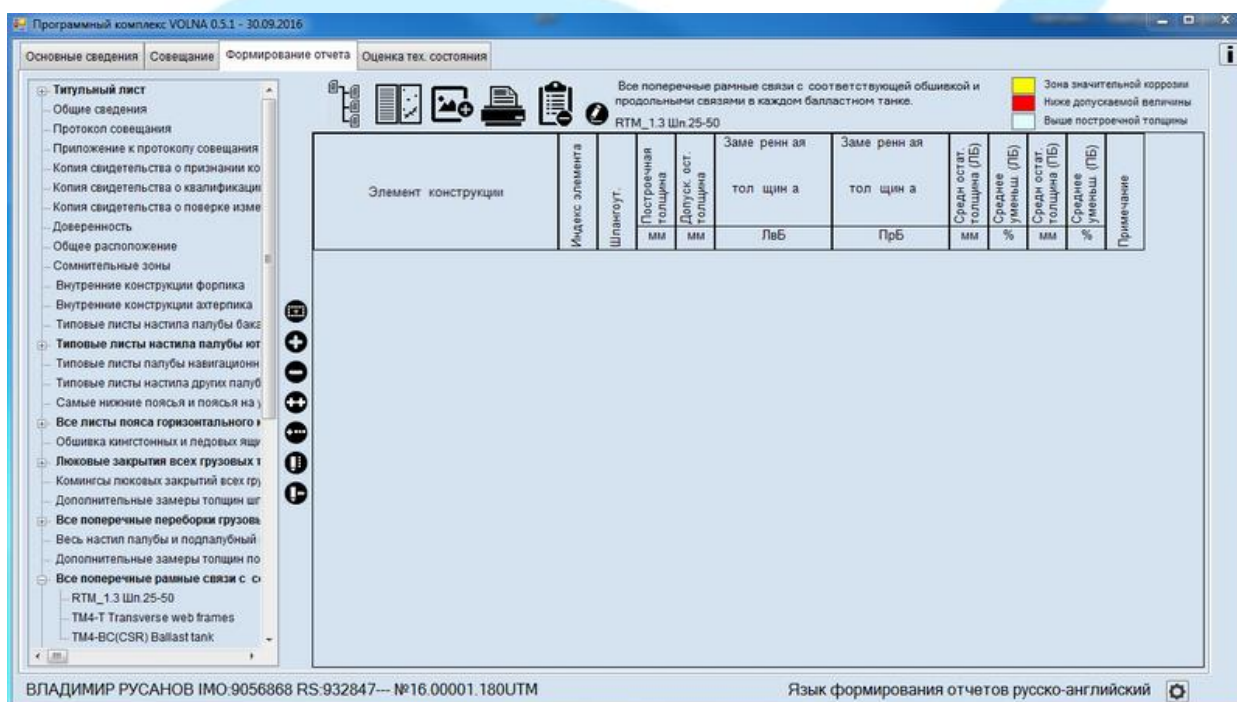 Программный комплекс VOLNA 0.5.1 - 30.09.2016
Основные сведения Совещание Формирование отчета Оценка тех. состояния
Титульный лист
Общие сведения
Протокол совещания
Приложение к протоколу совещания
Копия свидетельства о признании ко
Копия свидетельства о квалификаци
Копия свидетельства о поверке изме
Доверенность
Общее расположение
Сомнительные зоны
Внутренние конструкции форпика
Внутренние конструкции ахтерпика
Типовые листы настила палубы бака
Типовые листы настила палубы ют
Типовые листы палубы навигационн
Типовые листы настила других палуб
Самые нижние поясья и поясья на
Все листы пояса горизонтального
Обшивка кингстонных и ледовых ящи
Люковые закрытия всех грузовых т
Комингсы люковых закрытий всех гру
Дополнительные замеры толщин шп
Все поперечные переборки грузовы
Весь настил палубы и подпалубный
Дополнительные замеры толщин по
Все поперечные рамные связи с со
RTM_1.3 Шп.25-50
TM4-T Transverse web frames
TM4-BC(CSR) Ballast tank
Все поперечные рамные связи с соответствующей обшивкой и
продольными связями в каждом балластном танке.
RTM_1.3 Шп.25-50
Зона значительной коррозии
Ниже допускаемой величины
Выше построечной толщины
Элемент конструкции
Индекс элемента
Шпангоут.
Построечная
толщина
мм
Допуск. ост.
толщина
мм
Заме ренн ая
тол щин а
ЛвБ
Заме ренн ая
тол щин а
ПрБ
Средн остат.
толщина (ЛБ)
мм
Среднее
уменьш. (ЛБ)
%
Средн остат.
толщина (ПБ)
мм
Среднее
уменьш. (ПБ)
%
Примечание
ВЛАДИМИР РУСАНОВ IMO:9056868 RS:932847--- №16.00001.180UTM
Язык формирования отчетов русско-английский